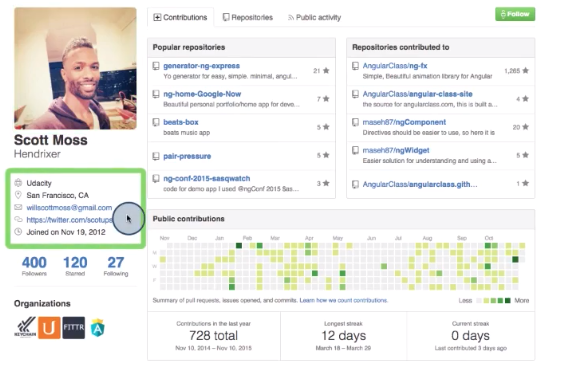 Contributions
Repositories
Public activity
Follow
Scott Moss
Hendrixer
Udacity
San Francisco, CA
willscottmoss@gmail.com
https://twitter.com/scotups
Joined on Nov 19, 2012
400
Followers
120
Starred
27
Following
Organizations
FITTR
Popular repositories
generator-ng-express
Yo generator for easy, simple, minimal, angul...
21
ng-home-Google-Now
Beautiful personal portfolio/home app for deve...
7
beats-box
beats music app
5
pair-pressure
5
ng-conf-2015-sasqwatch
code for demo app I used @ngConf 2015 Sas...
3
Repositories contributed to
AngularClass/ng-fx
Simple, Beautiful animation library for Angular
1,265
AngularClass/angular-class-site
the source for angularclass.com, this is built a...
4
maseh87/ngComponent
Directives should be easier to use, so here it is
20
maseh87/ngWidget
Easier solution for understanding and using a...
5
AngularClass/angularclass.gith...
1
Public contributions
Nov Dec Jan Feb Mar Apr May Jun Jul Aug Sep Oct
M
W
F
Summary of pull requests, issues opened, and commits. Learn how we count contributions.
Less More
Contributions in the last year
728 total
Nov 10, 2014 – Nov 10, 2015
Longest streak
12 days
March 18 – March 29
Current streak
0 days
Last contributed 3 days ago